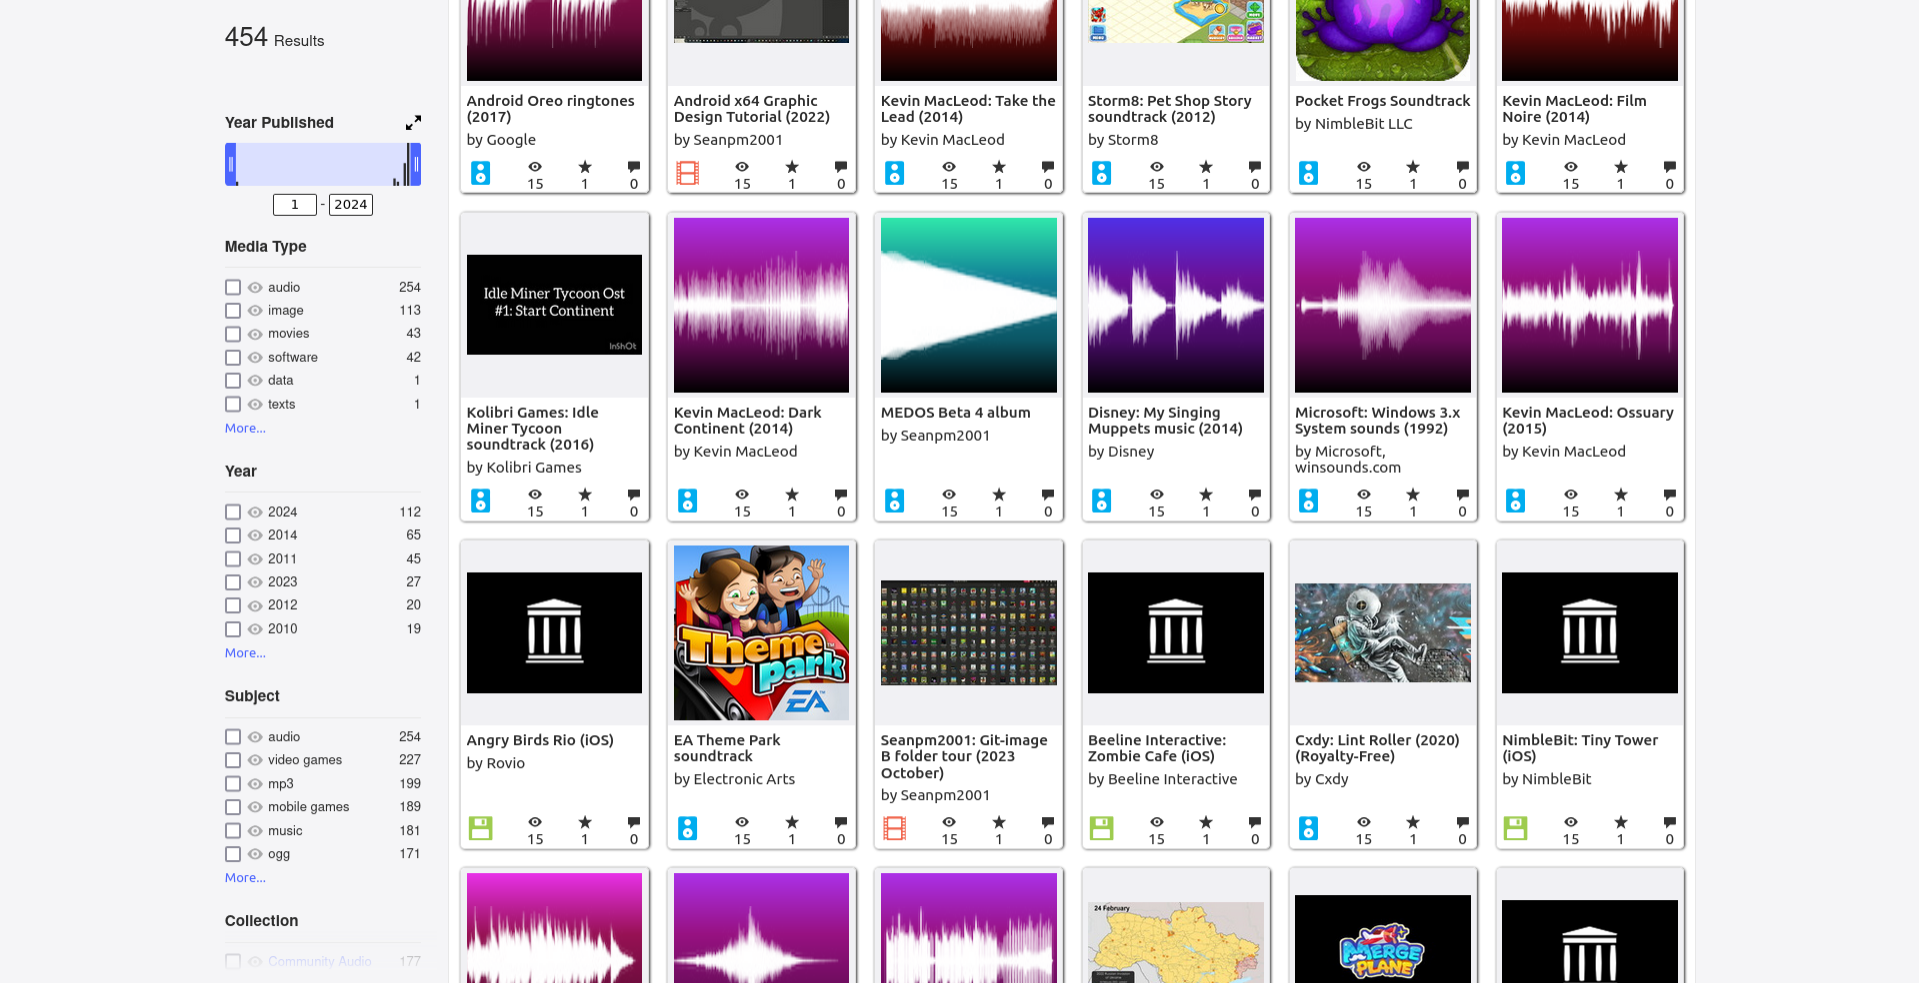 454 Results
Year Published
1 - 2024
Media Type
audio 254
image 113
movies 43
software 42
data 1
texts 1
More...
Year
2024 112
2014 65
2011 45
2023 27
2012 20
2010 19
More...
Subject
audio 254
video games 227
mp3 199
mobile games 189
music 181
ogg 171
More...
Collection
Community Audio 177
Android Oreo ringtones
(2017)
by Google
15 1 0
Android x64 Graphic
Design Tutorial (2022)
by Seanpm2001
15 1 0
Kevin MacLeod: Take the
Lead (2014)
by Kevin MacLeod
15 1 0
MENU
Storm8: Pet Shop Story
soundtrack (2012)
by Storm8
15 1 0
Pocket Frogs Soundtrack
by NimbleBit LLC
15 1 0
Kevin MacLeod: Film
Noire (2014)
by Kevin MacLeod
15 1 0
Idle Miner Tycoon Ost
#1: Start Continent
InShOt
Kolibri Games: Idle
Miner Tycoon
soundtrack (2016)
by Kolibri Games
15 1 0
Kevin MacLeod: Dark
Continent (2014)
by Kevin MacLeod
15 1 0
MEDOS Beta 4 album
by Seanpm2001
15 1 0
Disney: My Singing
Muppets music (2014)
by Disney
15 1 0
Microsoft: Windows 3.x
System sounds (1992)
by Microsoft,
winsounds.com
15 1 0
Kevin MacLeod: Ossuary
(2015)
by Kevin MacLeod
15 1 0
Angry Birds Rio (iOS)
by Rovio
15 1 0
Theme
park
EA
EA Theme Park
soundtrack
by Electronic Arts
15 1 0
Seanpm2001: Git-image
B folder tour (2023
October)
by Seanpm2001
15 1 0
Beeline Interactive:
Zombie Cafe (iOS)
by Beeline Interactive
15 1 0
Cxdy: Lint Roller (2020)
(Royalty-Free)
by Cxdy
15 1 0
NimbleBit: Tiny Tower
(iOS)
by NimbleBit
15 1 0
24 February
MERGE
PLANE